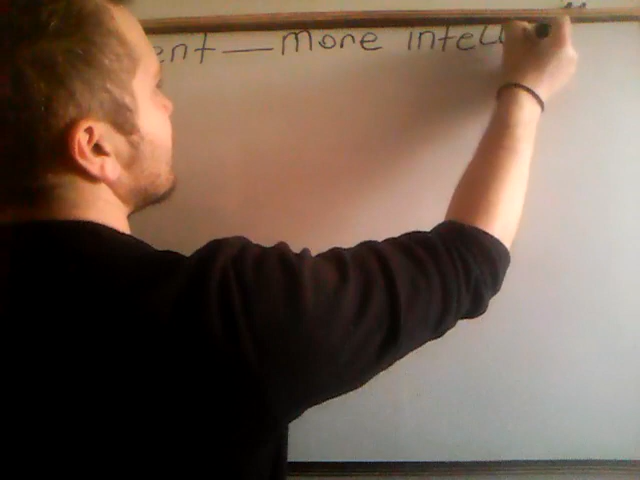 ent — more intell